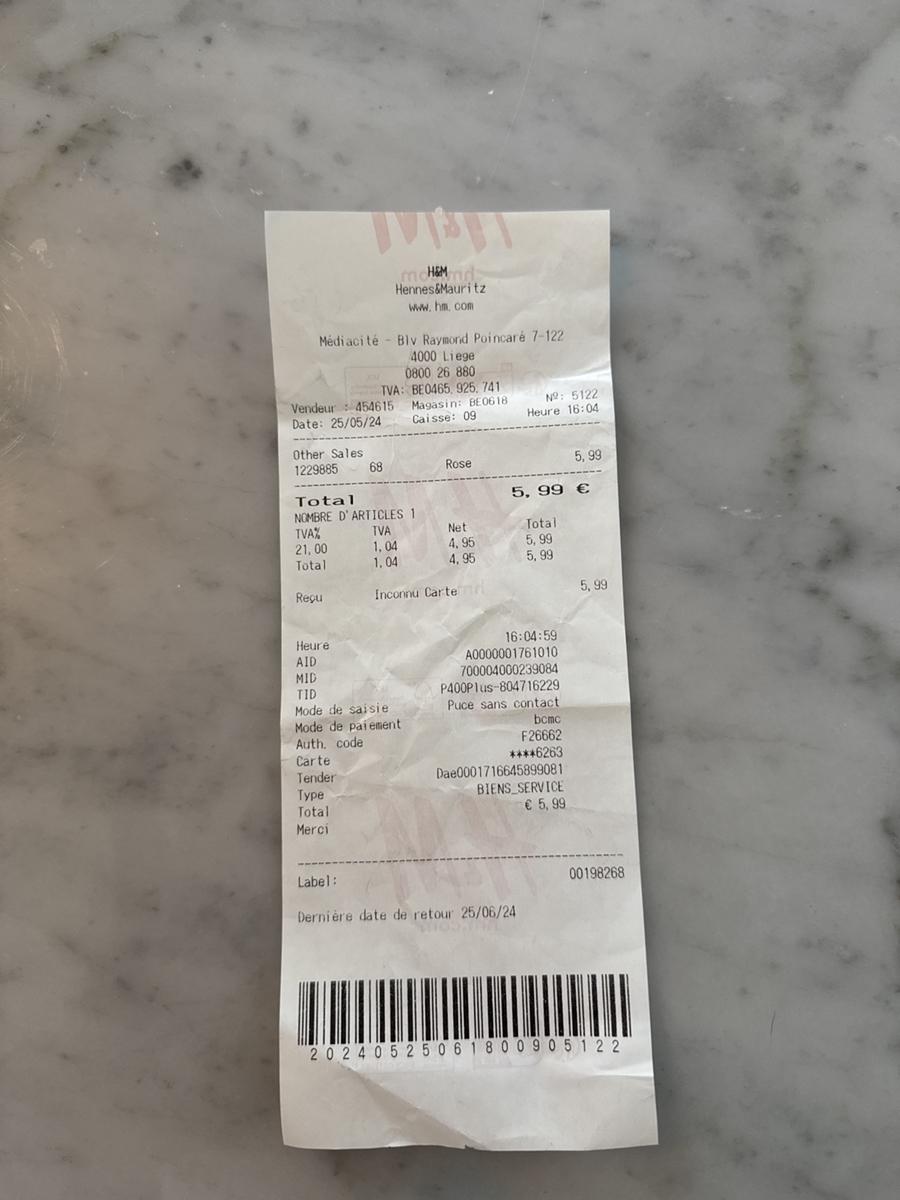 H&M
Hennes&Mauritz
www.hm.com
Médiacité - Blv Raymond Poincaré 7-122
4000 Liege
0800 26 880
TVA: BE0465.925.741
Vendeur : 454615 Magasin: BE0618 Nº: 5122
Date: 25/05/24 Caisse: 09 Heure 16:04
Other Sales
1229885 68 Rose 5,99
Total 5,99 €
NOMBRE D'ARTICLES 1
TVA% TVA Net Total
21,00 1,04 4,95 5,99
Total 1,04 4,95 5,99
Reçu Inconnu Carte 5,99
Heure 16:04:59
AID A0000001761010
MID 700004000239084
TID P400Plus-804716229
Mode de saisie Puce sans contact
Mode de paiement bcmc
Auth. code F26662
Carte ****6263
Tender Dae0001716645899081
Type BIENS_SERVICE
Total € 5,99
Merci
Label: 00198268
Dernière date de retour 25/06/24
20240525061800905122